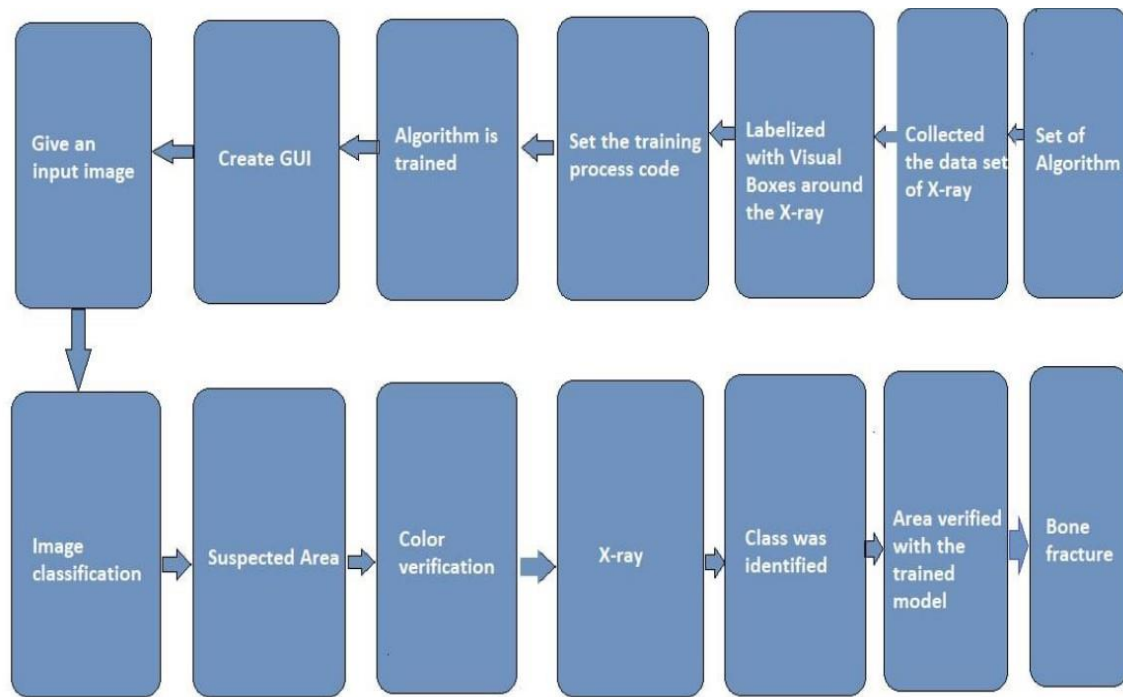 Give an
input image
Create GUI
Algorithm is
trained
Set the training
process code
Labelized
with Visual
Boxes around
the X-ray
Collected
the data set
of X-ray
Set of
Algorithm
Image
classification
Suspected Area
Color
verification
X-ray
Class was
identified
Area verified
with the
trained
model
Bone
fracture